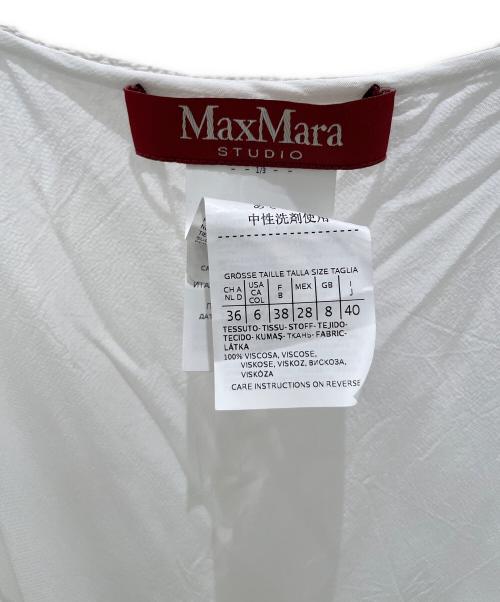 MaxMara
STUDIO
- - 1/3 - -
中性洗剤使用
GRÖSSE TAILLE TALLA SIZE TAGLIA
CH A NL D USA CA COL F B MEX GB I J
36 6 38 28 8 40
TESSUTO-TISSU-STOFF-TEJIDO-
TECIDO-KUMAŞ-ТКАНЬ-FABRIC-
LÁTKA
100% VISCOSA, VISCOSE,
VISKOSE, VISKOZ, ВИСКОЗА,
VISKÓZA
CARE INSTRUCTIONS ON REVERSE